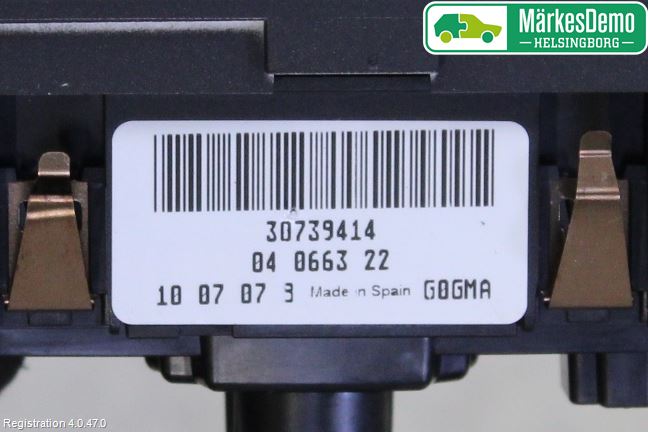 MärkesDemo
HELSINGBORG
30739414
04 0663 22
10 07 07 3 Made in Spain G0GMA
Registration 4.0.47.0